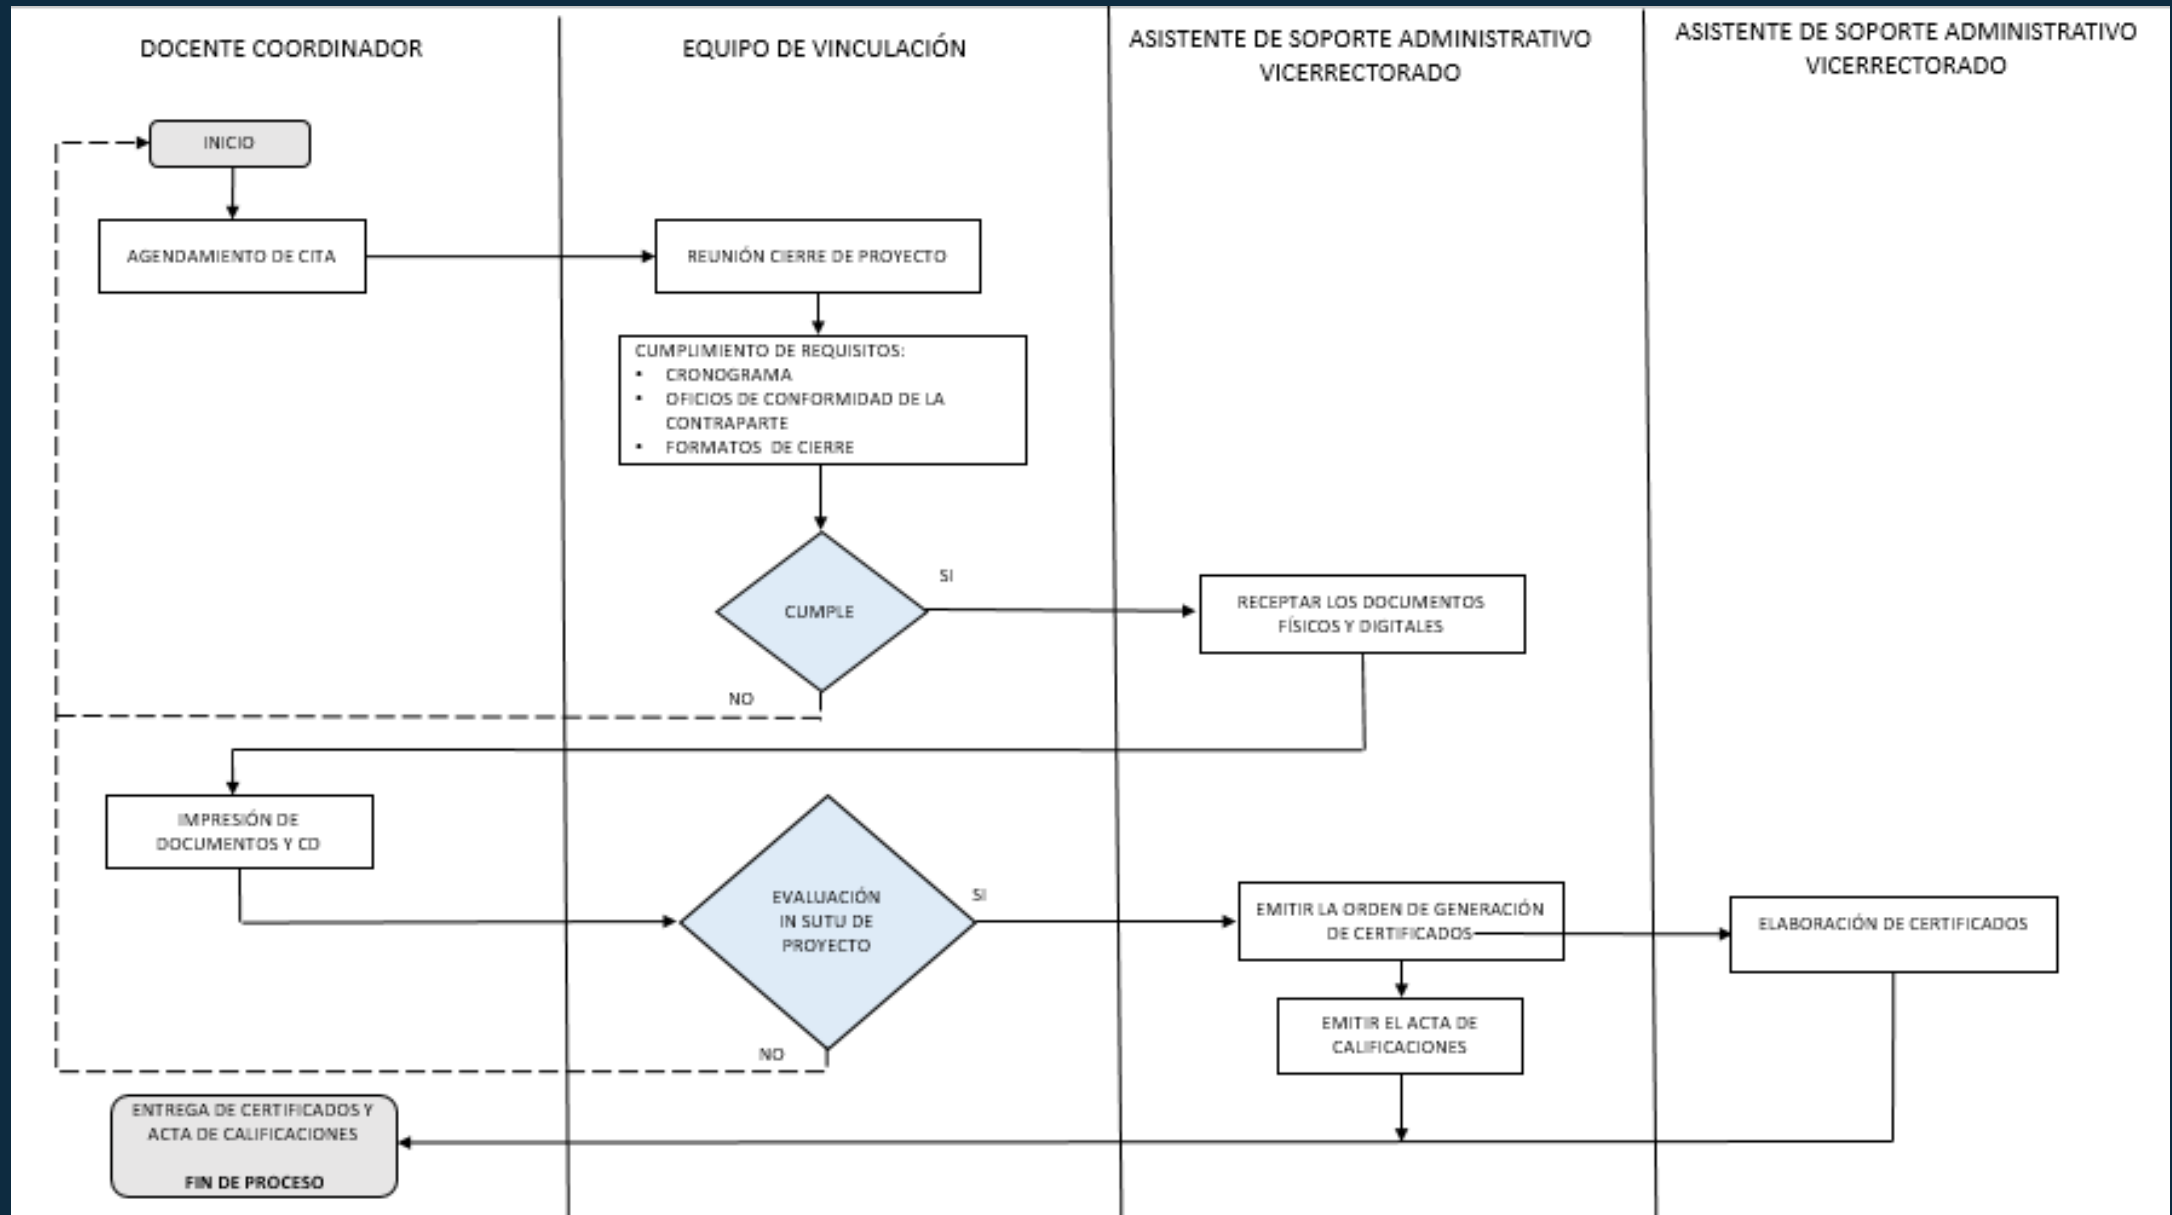 DOCENTE COORDINADOR
EQUIPO DE VINCULACIÓN
ASISTENTE DE SOPORTE ADMINISTRATIVO
VICERRECTORADO
ASISTENTE DE SOPORTE ADMINISTRATIVO
VICERRECTORADO
INICIO
AGENDAMIENTO DE CITA
REUNIÓN CIERRE DE PROYECTO
CUMPLIMIENTO DE REQUISITOS:
• CRONOGRAMA
• OFICIOS DE CONFORMIDAD DE LA
CONTRAPARTE
• FORMATOS DE CIERRE
CUMPLE
SI
NO
RECEPTAR LOS DOCUMENTOS
FÍSICOS Y DIGITALES
IMPRESIÓN DE
DOCUMENTOS Y CD
EVALUACIÓN
IN SUTU DE
PROYECTO
SI
NO
EMITIR LA ORDEN DE GENERACIÓN
DE CERTIFICADOS
ELABORACIÓN DE CERTIFICADOS
EMITIR EL ACTA DE
CALIFICACIONES
ENTREGA DE CERTIFICADOS Y
ACTA DE CALIFICACIONES
FIN DE PROCESO